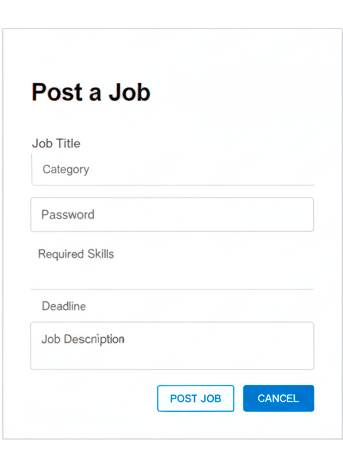 Post a Job
Job Title
Category
Password
Required Skills
Deadline
Job Description
POST JOB CANCEL